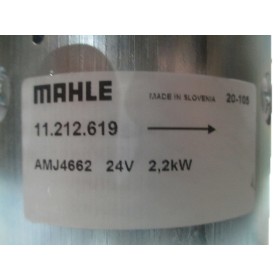 MAHLE MADE IN SLOVENIA 20-105
11.212.619
AMJ4662 24V 2,2kW